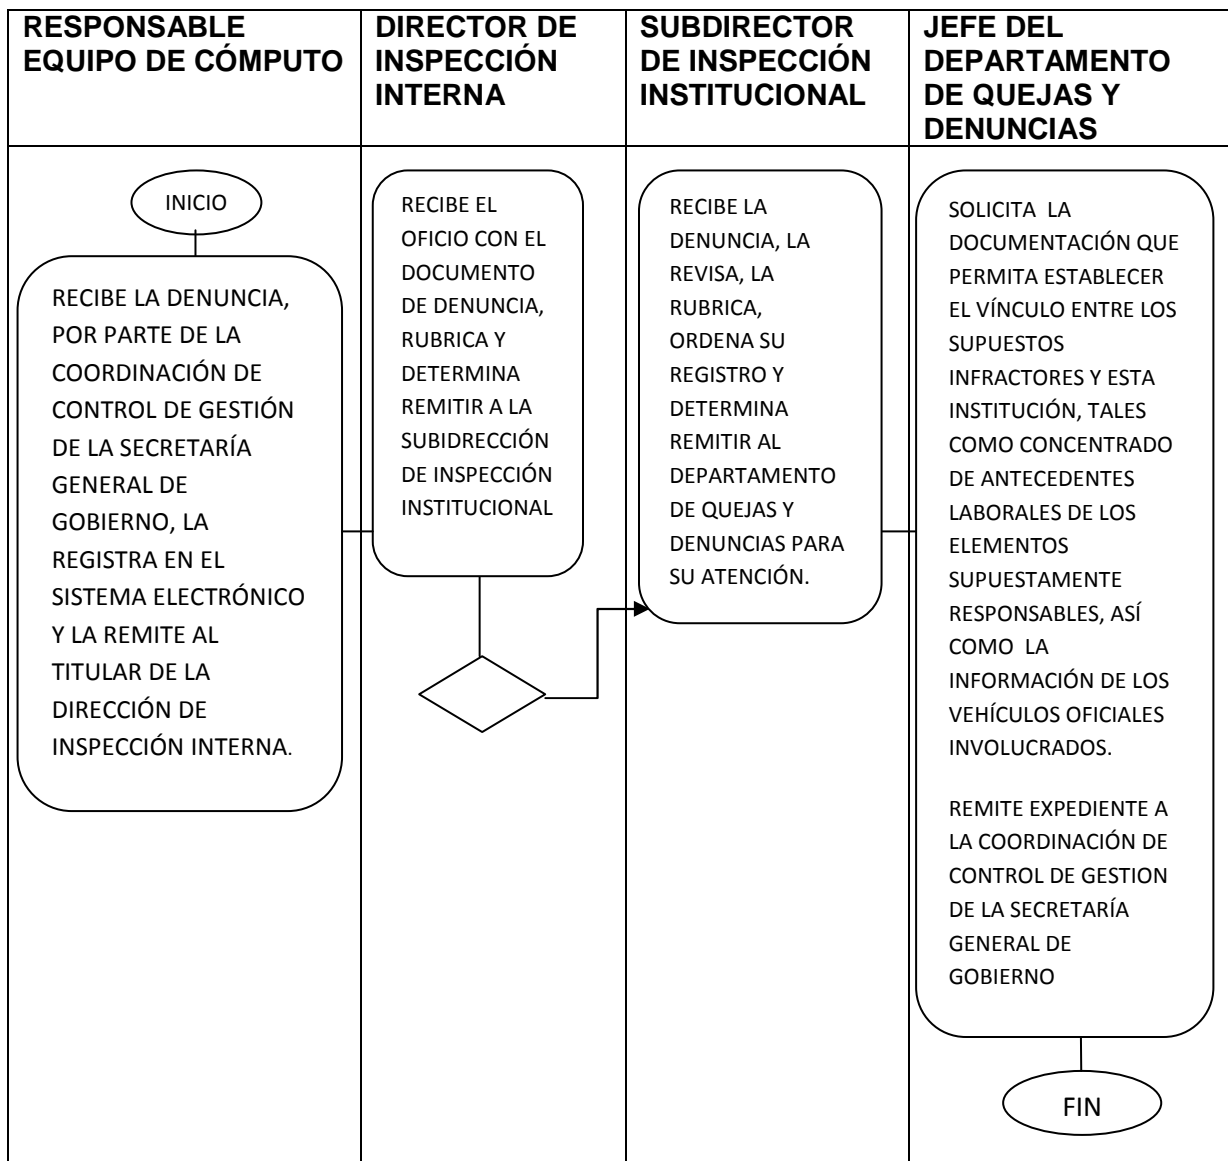 RESPONSABLE
EQUIPO DE CÓMPUTO
DIRECTOR DE
INSPECCIÓN
INTERNA
SUBDIRECTOR
DE INSPECCIÓN
INSTITUCIONAL
JEFE DEL
DEPARTAMENTO
DE QUEJAS Y
DENUNCIAS
INICIO
RECIBE LA DENUNCIA,
POR PARTE DE LA
COORDINACIÓN DE
CONTROL DE GESTIÓN
DE LA SECRETARÍA
GENERAL DE
GOBIERNO, LA
REGISTRA EN EL
SISTEMA ELECTRÓNICO
Y LA REMITE AL
TITULAR DE LA
DIRECCIÓN DE
INSPECCIÓN INTERNA.
RECIBE EL
OFICIO CON EL
DOCUMENTO
DE DENUNCIA,
RUBRICA Y
DETERMINA
REMITIR A LA
SUBIDRECCIÓN
DE INSPECCIÓN
INSTITUCIONAL
RECIBE LA
DENUNCIA, LA
REVISA, LA
RUBRICA,
ORDENA SU
REGISTRO Y
DETERMINA
REMITIR AL
DEPARTAMENTO
DE QUEJAS Y
DENUNCIAS PARA
SU ATENCIÓN.
SOLICITA LA
DOCUMENTACIÓN QUE
PERMITA ESTABLECER
EL VÍNCULO ENTRE LOS
SUPUESTOS
INFRACTORES Y ESTA
INSTITUCIÓN, TALES
COMO CONCENTRADO
DE ANTECEDENTES
LABORALES DE LOS
ELEMENTOS
SUPUESTAMENTE
RESPONSABLES, ASÍ
COMO LA
INFORMACIÓN DE LOS
VEHÍCULOS OFICIALES
INVOLUCRADOS.
REMITE EXPEDIENTE A
LA COORDINACIÓN DE
CONTROL DE GESTION
DE LA SECRETARÍA
GENERAL DE
GOBIERNO
FIN